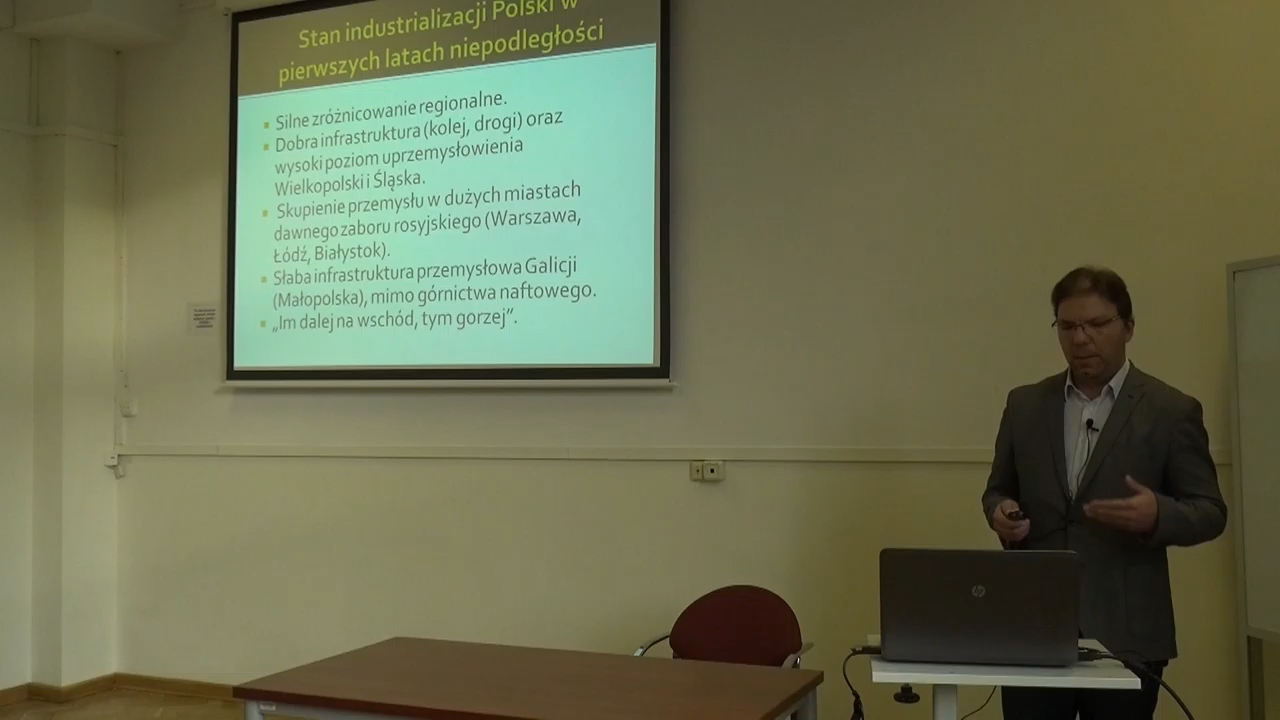 Stan industrializacji Polski w
pierwszych latach niepodległości
Silne zróżnicowanie regionalne.
Dobra infrastruktura (kolej, drogi) oraz
wysoki poziom uprzemysłowienia
Wielkopolski i Śląska.
Skupienie przemysłu w dużych miastach
dawnego zaboru rosyjskiego (Warszawa,
Łódź, Białystok).
Słaba infrastruktura przemysłowa Galicji
(Małopolska), mimo górnictwa naftowego.
„Im dalej na wschód, tym gorzej”.
hp